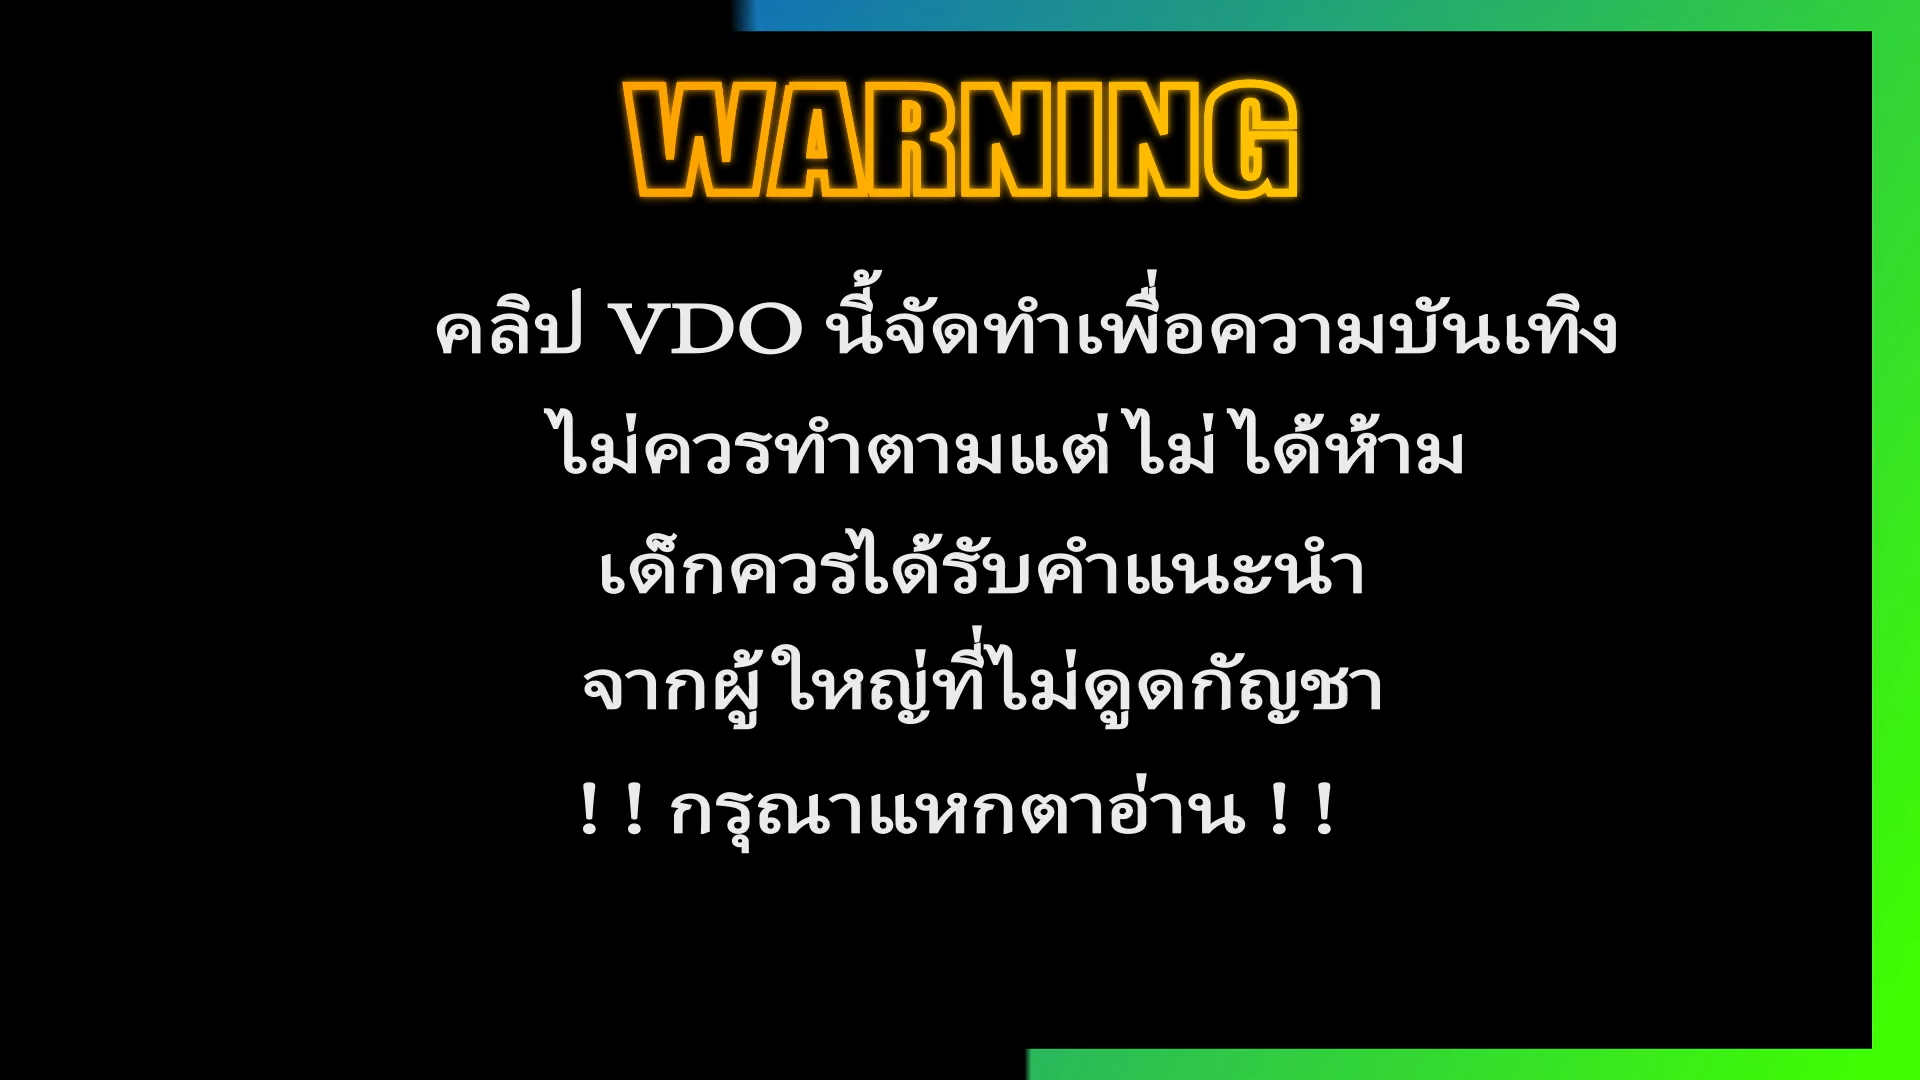 WARNING
คลิป VDO นี้จัดทำเพื่อความบันเทิง
ไม่ควรทำตามแต่ไม่ได้ห้าม
เด็กควรได้รับคำแนะนำ
จากผู้ใหญ่ที่ไม่ดูดกัญชา
! ! กรุณาแหกตาอ่าน ! !